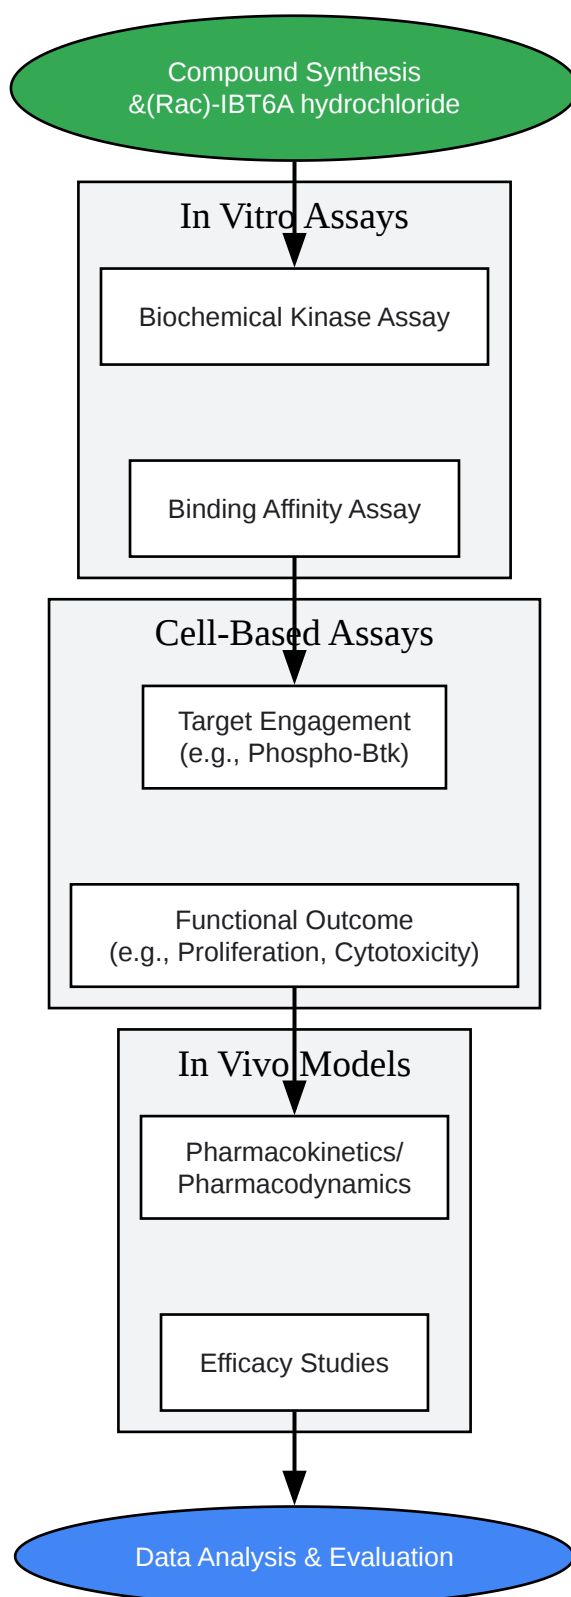 Compound Synthesis
&(Rac)-IBT6A hydrochloride
In Vitro Assays
Biochemical Kinase Assay
Binding Affinity Assay
Cell-Based Assays
Target Engagement
(e.g., Phospho-Btk)
Functional Outcome
(e.g., Proliferation, Cytotoxicity)
In Vivo Models
Pharmacokinetics/
Pharmacodynamics
Efficacy Studies
Data Analysis & Evaluation